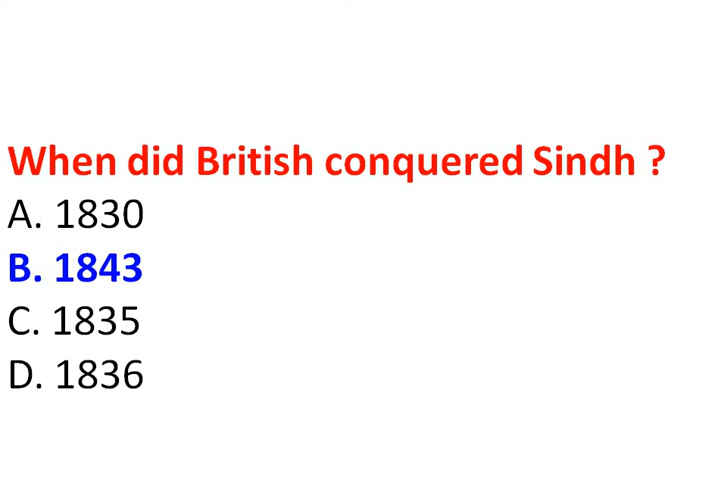 When did British conquered Sindh ?
A. 1830
B. 1843
C. 1835
D. 1836